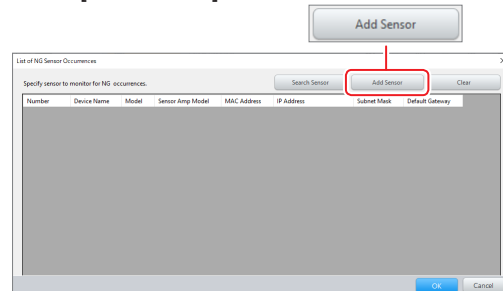 Add Sensor
List of NG Sensor Occurrences
Specify sensor to monitor for NG occurrences.
Search Sensor
Add Sensor
Clear
Number Device Name Model Sensor Amp Model MAC Address IP Address Subnet Mask Default Gateway
OK
Cancel